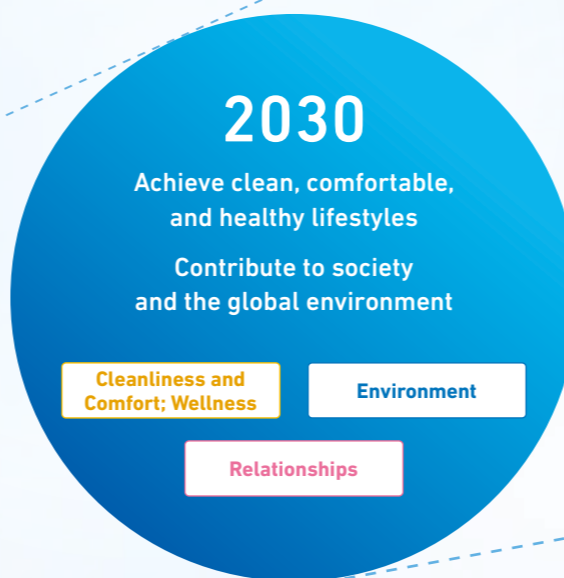 2030
Achieve clean, comfortable,
and healthy lifestyles
Contribute to society
and the global environment
Cleanliness and
Comfort; Wellness
Environment
Relationships